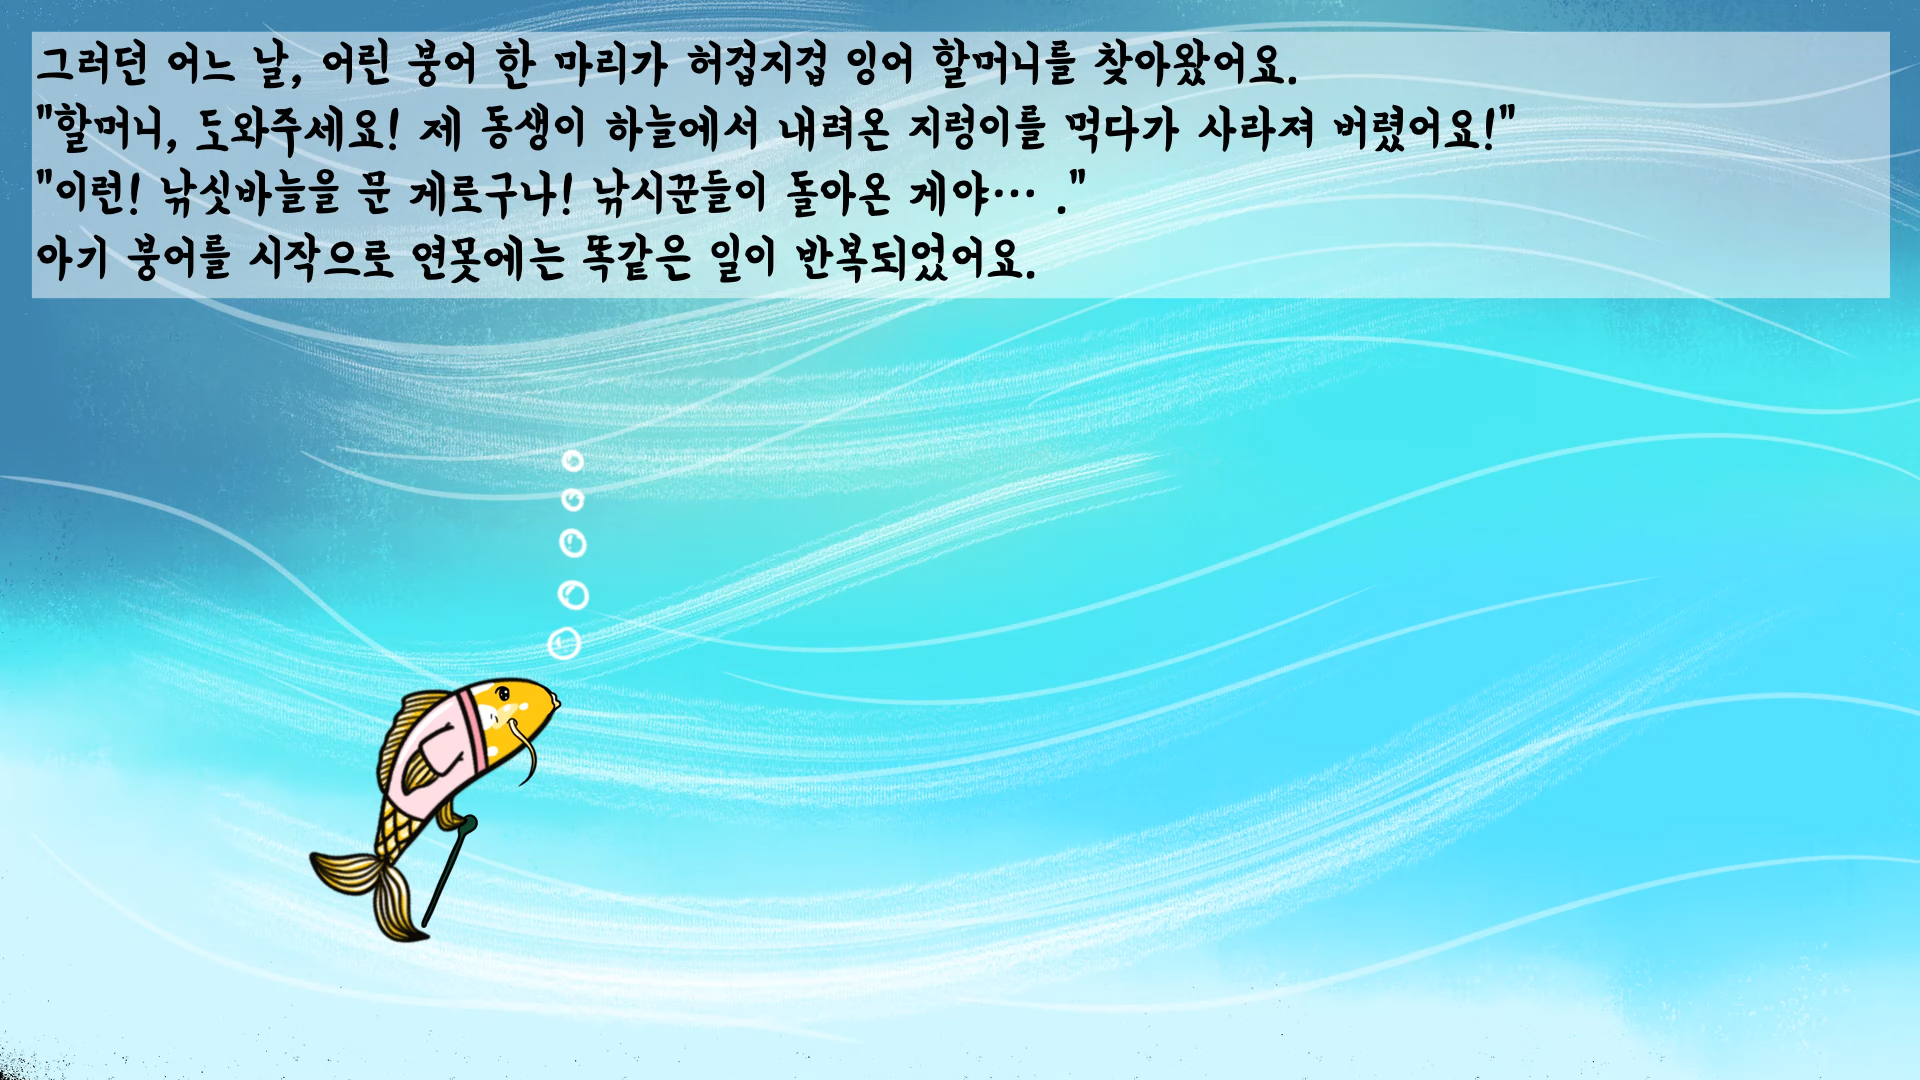 그러던 어느 날, 어린 붕어 한 마리가 허겁지겁 잉어 할머니를 찾아왔어요.
"할머니, 도와주세요! 제 동생이 하늘에서 내려온 지렁이를 먹다가 사라져 버렸어요!"
"이런! 낚싯바늘을 문 게로구나! 낚시꾼들이 돌아온 게야… ."
아기 붕어를 시작으로 연못에는 똑같은 일이 반복되었어요.